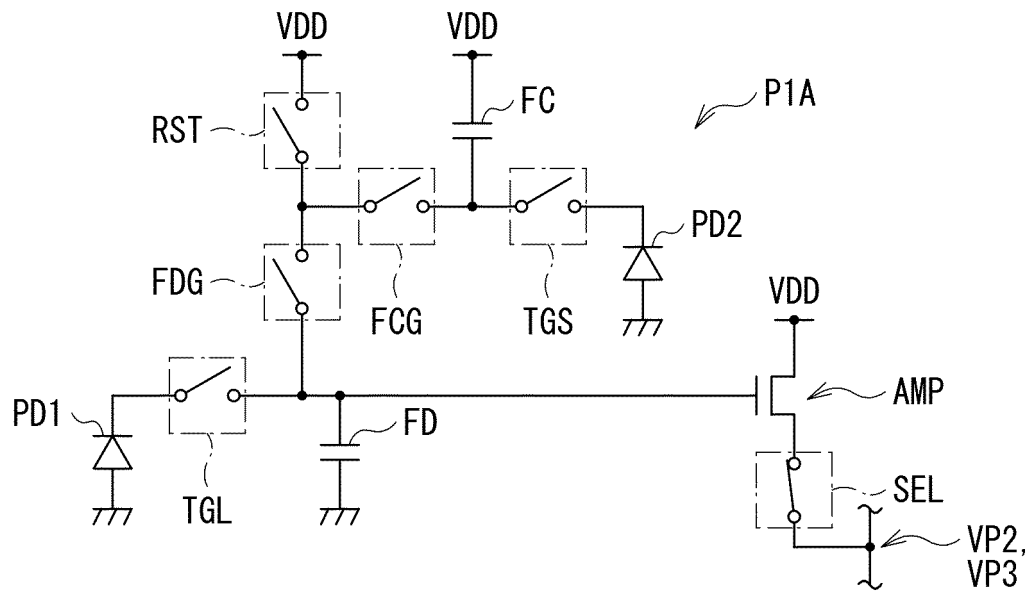 VDD
VDD
FC
P1A
RST
PD2
FDG
FCG
TGS
VDD
PD1
FD
AMP
TGL
SEL
VP2,
VP3